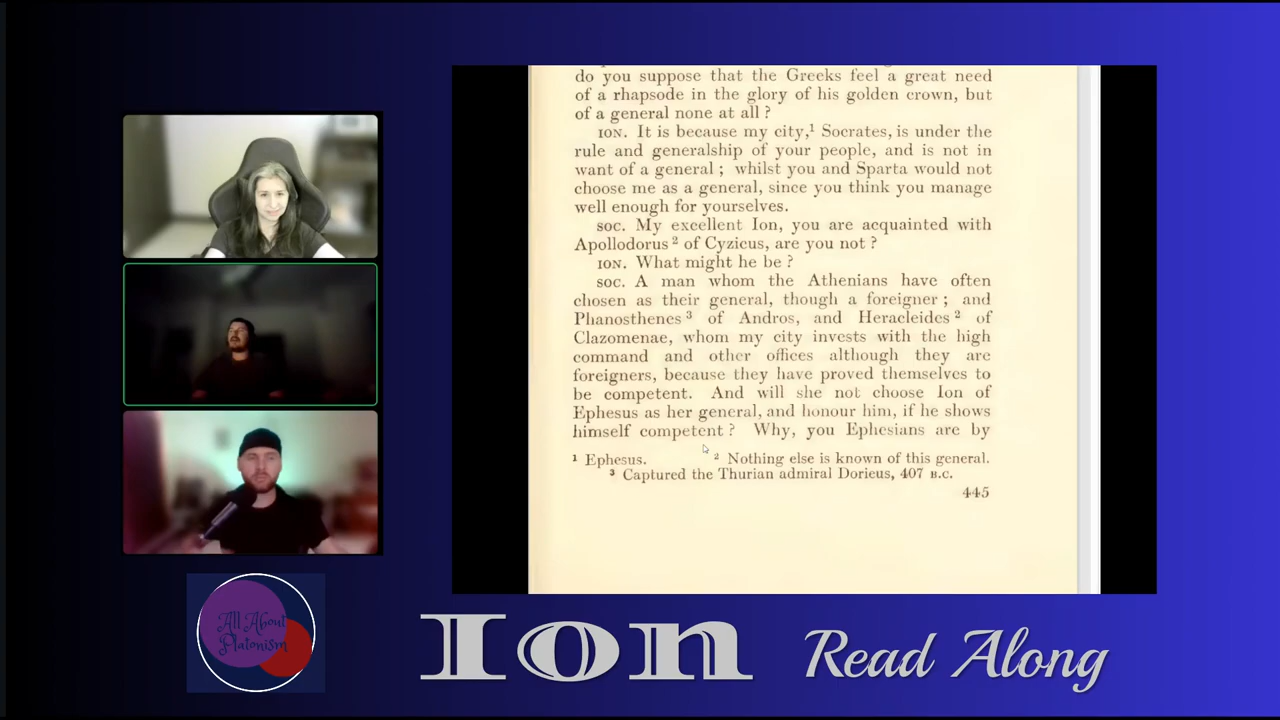 do you suppose that the Greeks feel a great need
of a rhapsode in the glory of his golden crown, but
of a general none at all ?
ION. It is because my city,¹ Socrates, is under the
rule and generalship of your people, and is not in
want of a general ; whilst you and Sparta would not
choose me as a general, since you think you manage
well enough for yourselves.
SOC. My excellent Ion, you are acquainted with
Apollodorus ² of Cyzicus, are you not ?
ION. What might he be ?
SOC. A man whom the Athenians have often
chosen as their general, though a foreigner ; and
Phanosthenes ³ of Andros, and Heracleides ² of
Clazomenae, whom my city invests with the high
command and other offices although they are
foreigners, because they have proved themselves to
be competent. And will she not choose Ion of
Ephesus as her general, and honour him, if he shows
himself competent ? Why, you Ephesians are by
¹ Ephesus. ² Nothing else is known of this general.
³ Captured the Thurian admiral Dorieus, 407 B.C.
445
All About
Platonism
Ion Read Along